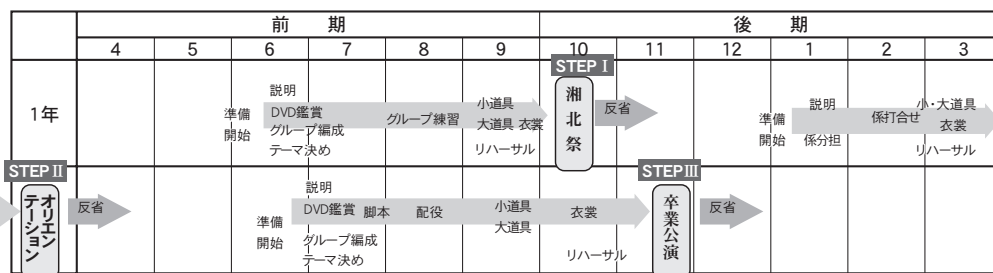 前 期 後 期
4 5 6 7 8 9 10 11 12 1 2 3
STEP Ⅰ
1年
準備
開始
説明
DVD鑑賞
グループ編成
テーマ決め
グループ練習
小道具
大道具 衣裳
リハーサル
湘北祭
反省
準備
開始
説明
係分担
係打合せ
小・大道具
衣裳
リハーサル
STEP Ⅱ
オリエン
テーション
反省
準備
開始
説明
DVD鑑賞 脚本 配役
グループ編成
テーマ決め
小道具
大道具
衣裳
リハーサル
STEP Ⅲ
卒業公演
反省